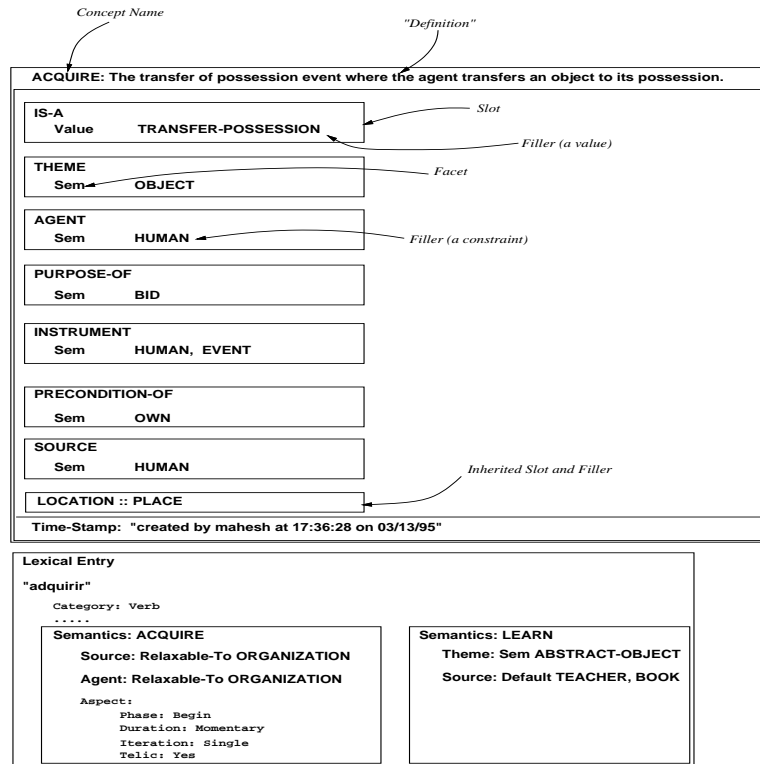 Concept Name
"Definition"
ACQUIRE: The transfer of possession event where the agent transfers an object to its possession.
IS-A
Slot
Value TRANSFER-POSSESSION
Filler (a value)
THEME
Facet
Sem OBJECT
AGENT
Sem HUMAN
Filler (a constraint)
PURPOSE-OF
Sem BID
INSTRUMENT
Sem HUMAN, EVENT
PRECONDITION-OF
Sem OWN
SOURCE
Sem HUMAN
Inherited Slot and Filler
LOCATION :: PLACE
Time-Stamp: "created by mahesh at 17:36:28 on 03/13/95"
Lexical Entry
"adquirir"
Category: Verb
.....
Semantics: ACQUIRE
Source: Relaxable-To ORGANIZATION
Agent: Relaxable-To ORGANIZATION
Aspect:
Phase: Begin
Duration: Momentary
Iteration: Single
Telic: Yes
Semantics: LEARN
Theme: Sem ABSTRACT-OBJECT
Source: Default TEACHER, BOOK